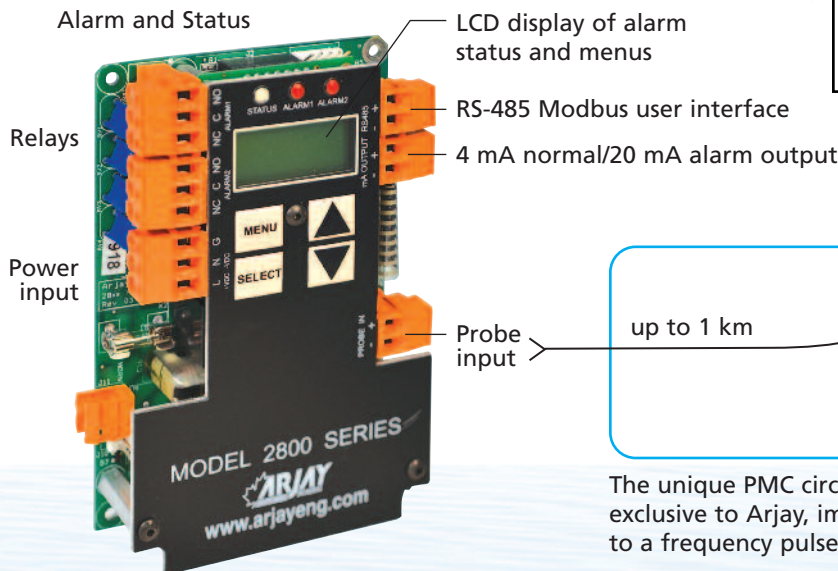 Alarm and Status
LCD display of alarm
status and menus
RS-485 Modbus user interface
4 mA normal/20 mA alarm output
Relays
Power
input
Probe
input
up to 1 km
The unique PMC circ
exclusive to Arjay, im
to a frequency pulse
STATUS ALARM1 ALARM2
NC C NO
ALARM1
NC C NO
ALARM2
L N G
+VDC -VDC
+ - RS485
+ - mA OUTPUT
MENU
SELECT
PROBE IN
+ -
918
MODEL 2800 SERIES
ARJAY
www.arjayeng.com